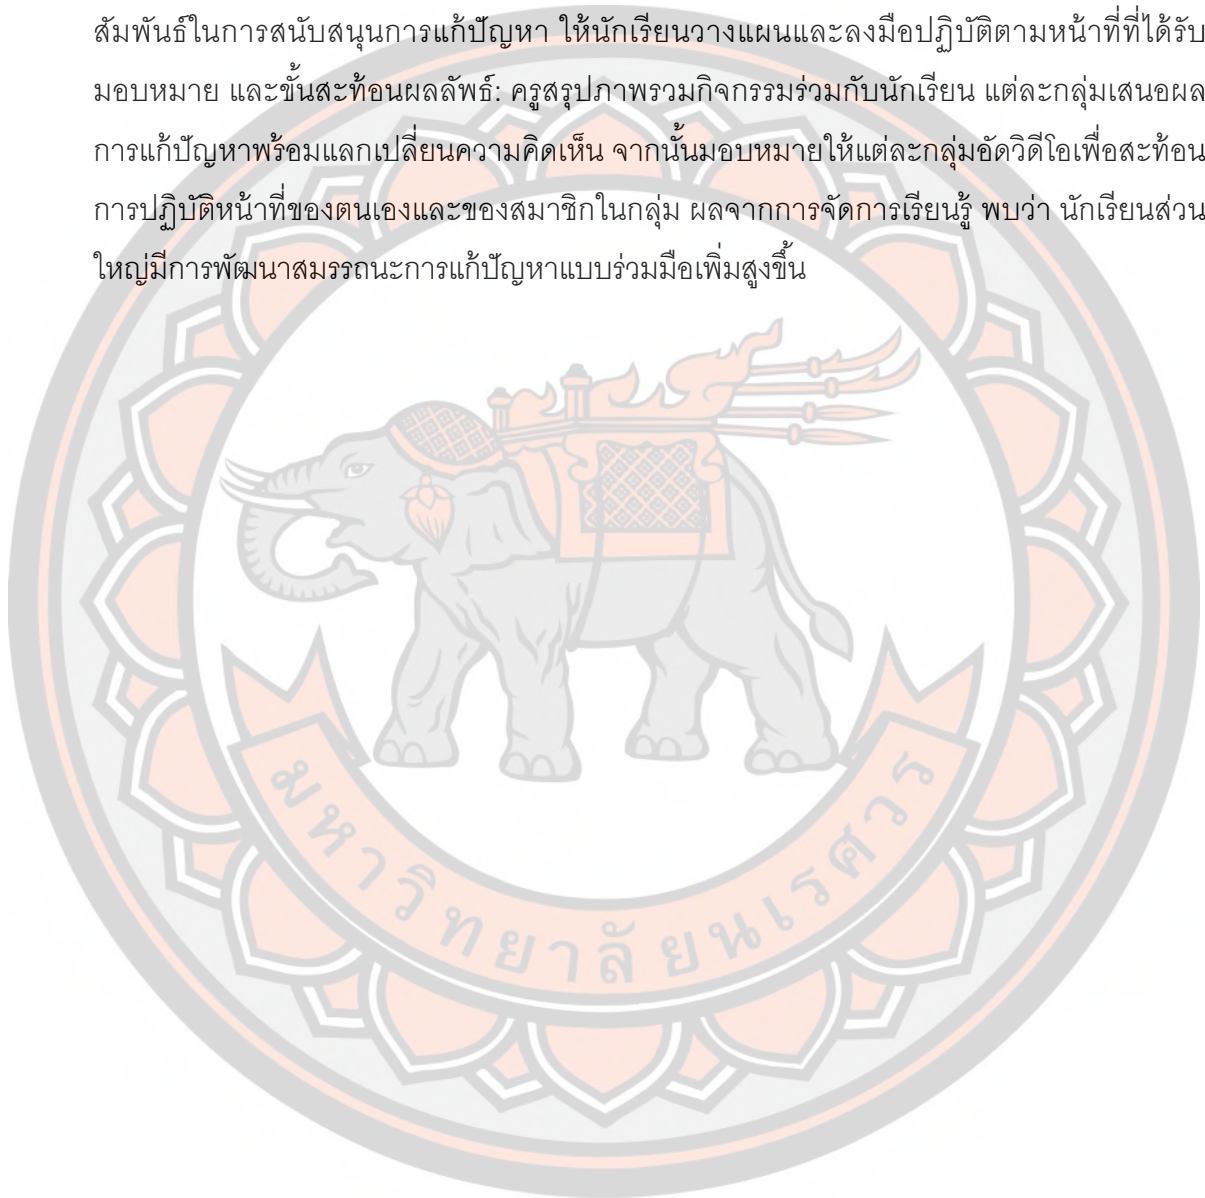 สัมพันธ์ในการสนับสนุนการแก้ปัญหา ให้นักเรียนวางแผนและลงมือปฏิบัติตามหน้าที่ที่ได้รับ
มอบหมาย และขั้นสะท้อนผลลัพธ์: ครูสรุปภาพรวมกิจกรรมร่วมกับนักเรียน แต่ละกลุ่มเสนอผล
การแก้ปัญหาพร้อมแลกเปลี่ยนความคิดเห็น จากนั้นมอบหมายให้แต่ละกลุ่มอัดวิดีโอเพื่อสะท้อน
การปฏิบัติหน้าที่ของตนเองและของสมาชิกในกลุ่ม ผลจากการจัดการเรียนรู้ พบว่า นักเรียนส่วน
ใหญ่มีการพัฒนาสมรรถนะการแก้ปัญหาแบบร่วมมือเพิ่มสูงขึ้น
มหาวิทยาลัยนเรศวร